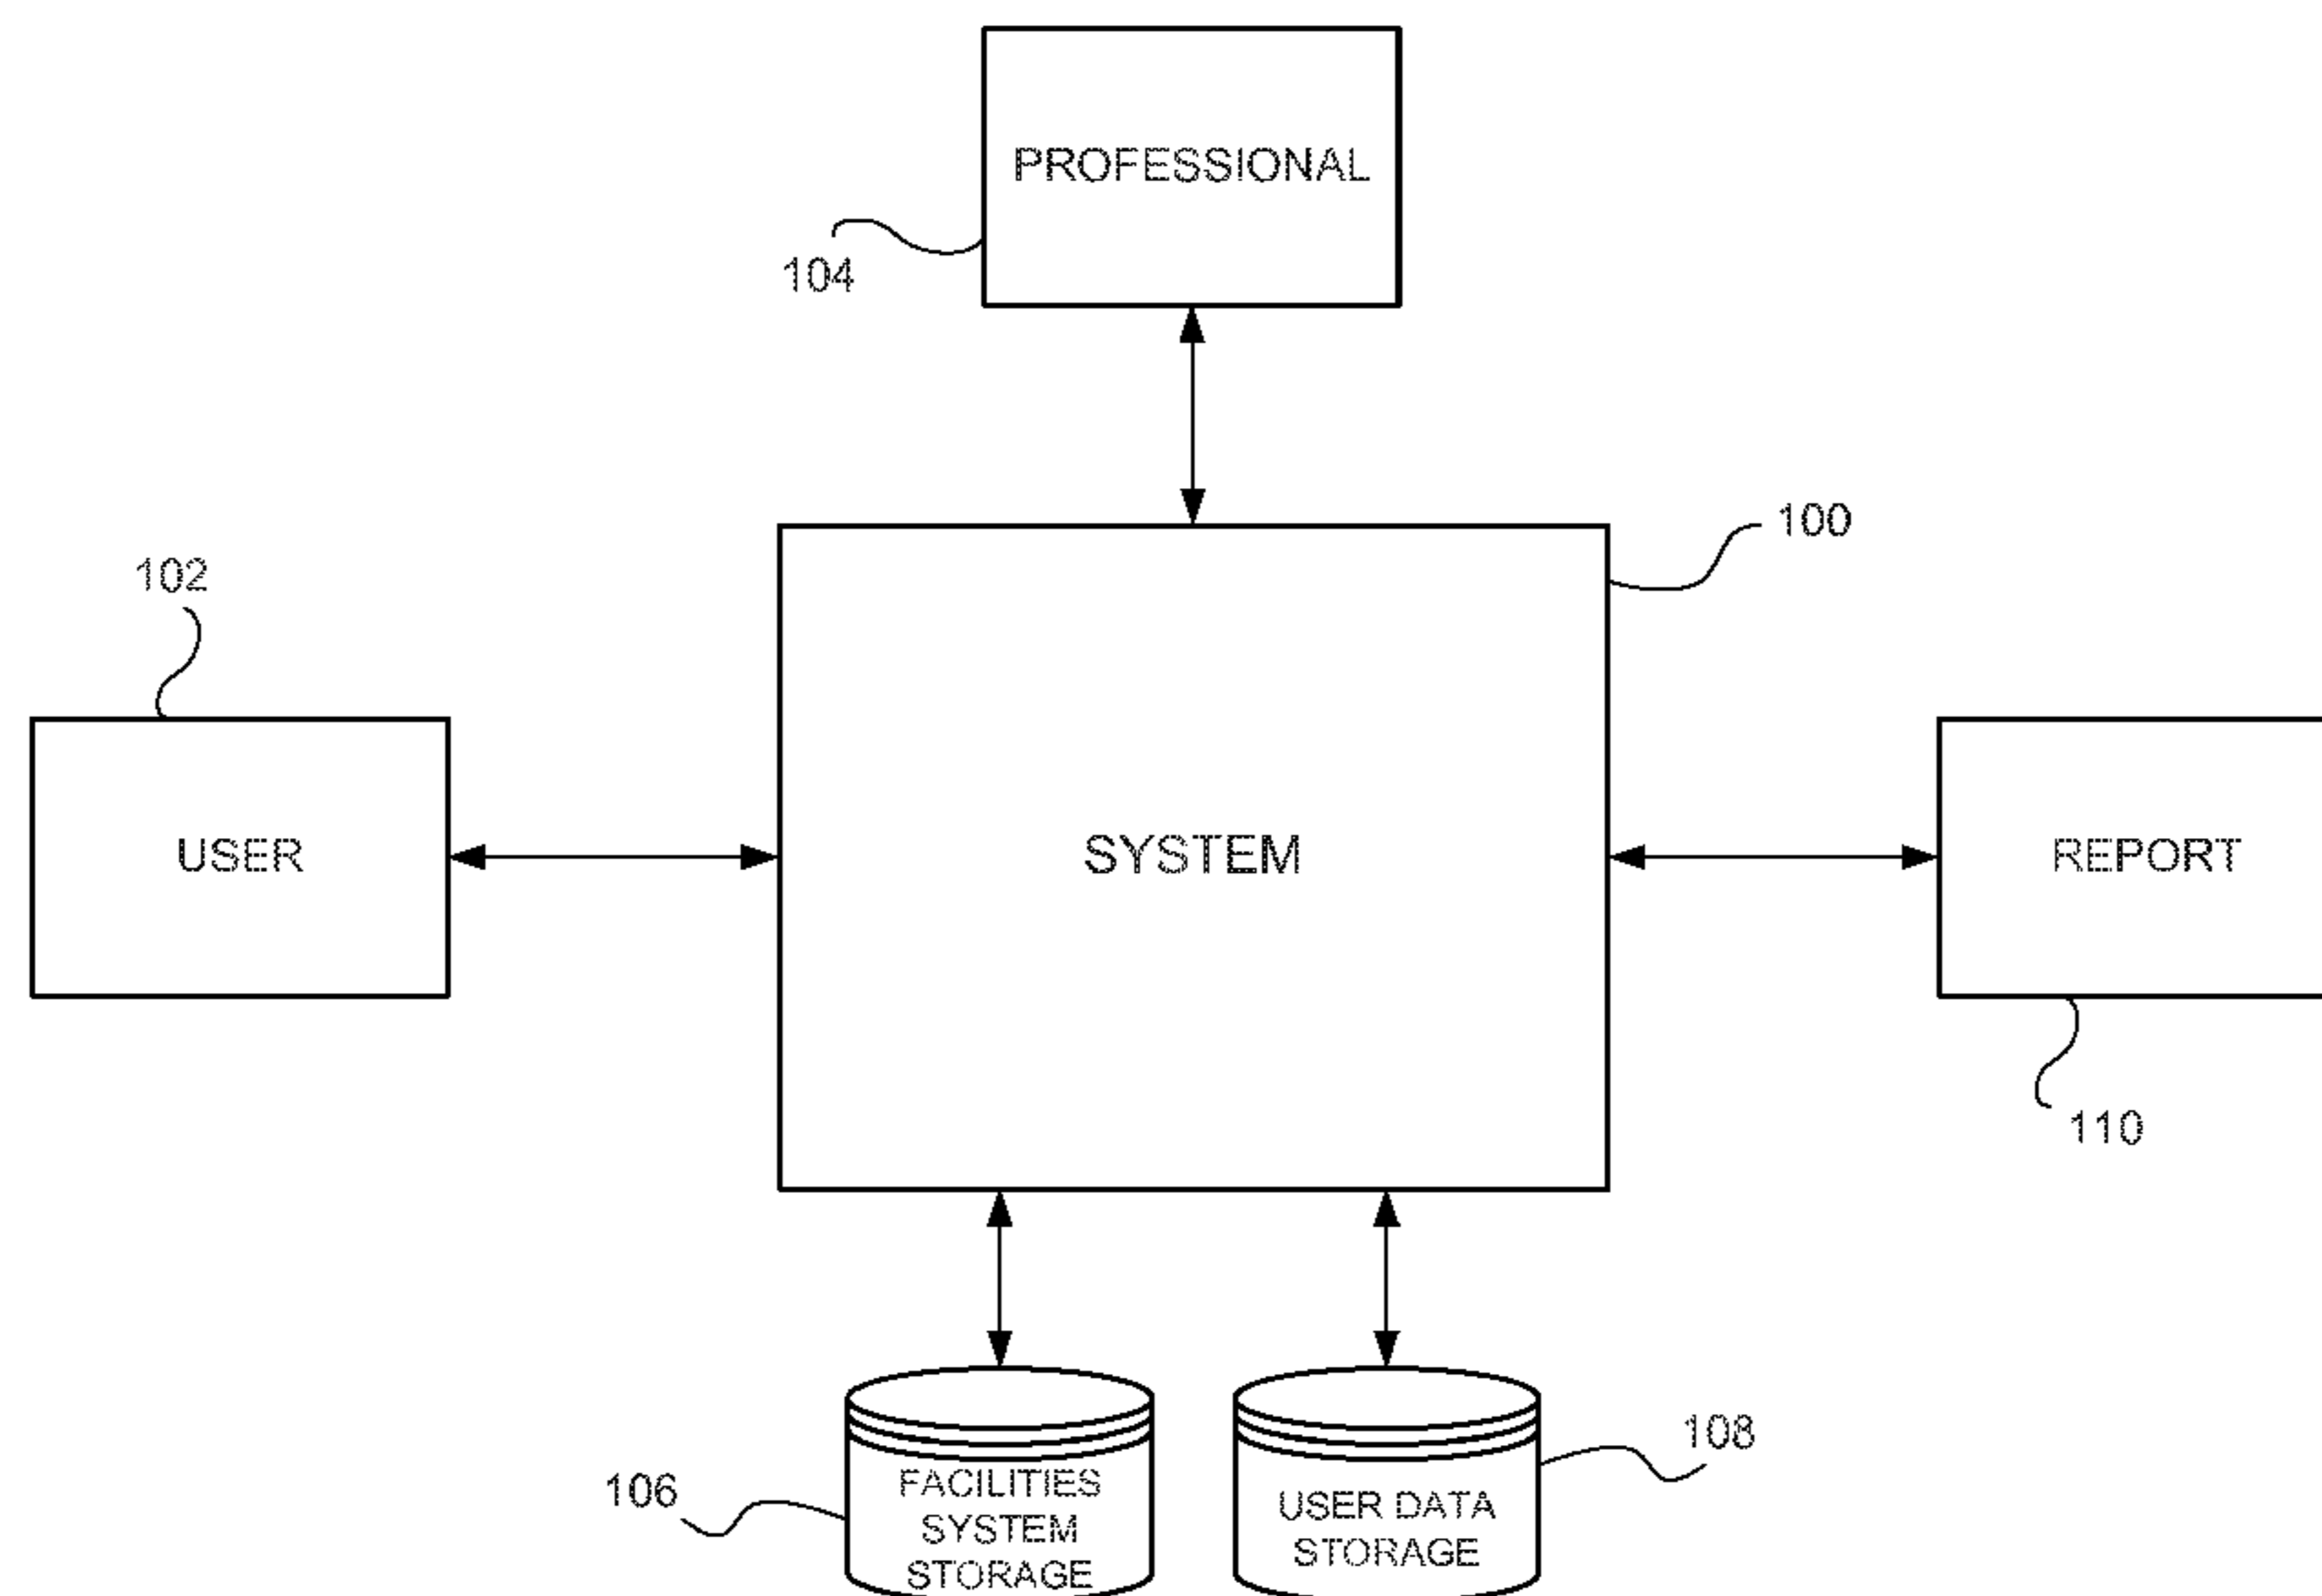 PROFESSIONAL
104
100
102
USER
SYSTEM
REPORT
110
106
FACILITIES
SYSTEM
STORAGE
108
USER DATA
STORAGE